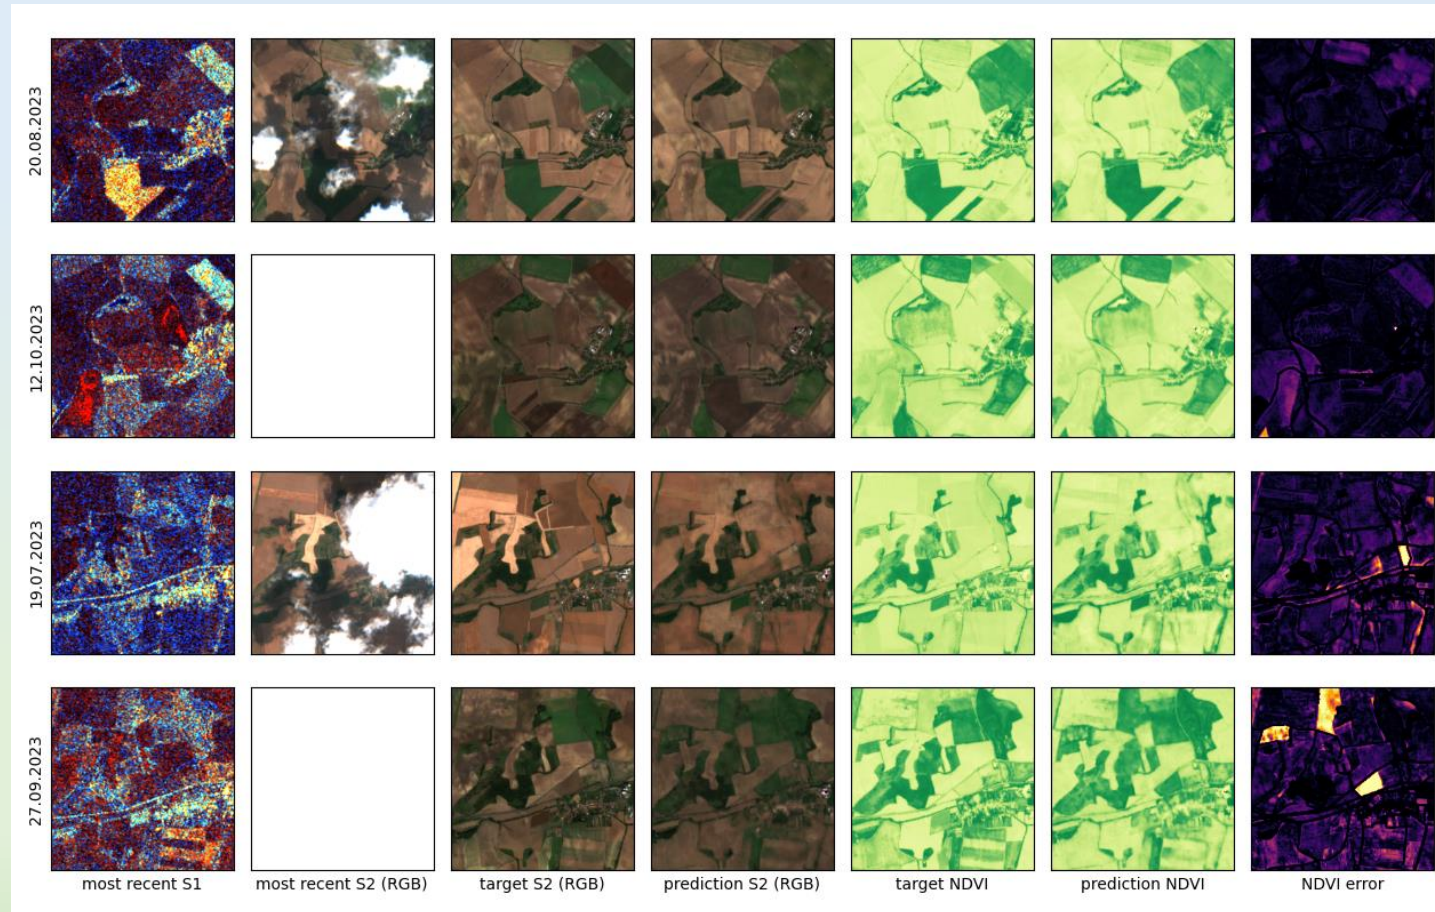 20.08.2023
12.10.2023
19.07.2023
27.09.2023
most recent S1
most recent S2 (RGB)
target S2 (RGB)
prediction S2 (RGB)
target NDVI
prediction NDVI
NDVI error